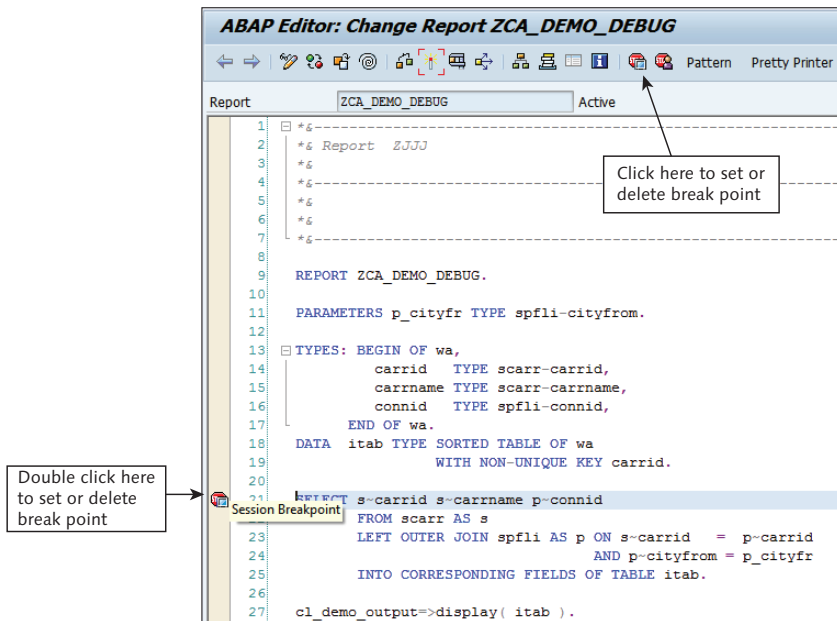 ABAP Editor: Change Report ZCA_DEMO_DEBUG
Pattern Pretty Printer
Report ZCA_DEMO_DEBUG Active
Click here to set or
delete break point
1 *&---------------------------------------------------------------------
2 *& Report ZJJJ
3 *&
4 *&---------------------------------------------------------------------
5 *&
6 *&
7 *&---------------------------------------------------------------------
8
9 REPORT ZCA_DEMO_DEBUG.
10
11 PARAMETERS p_cityfr TYPE spfli-cityfrom.
12
13 TYPES: BEGIN OF wa,
14 carrid TYPE scarr-carrid,
15 carrname TYPE scarr-carrname,
16 connid TYPE spfli-connid,
17 END OF wa.
18 DATA itab TYPE SORTED TABLE OF wa
19 WITH NON-UNIQUE KEY carrid.
20
Double click here
to set or delete
break point
21 SELECT s~carrid s~carrname p~connid
Session Breakpoint
FROM scarr AS s
23 LEFT OUTER JOIN spfli AS p ON s~carrid = p~carrid
24 AND p~cityfrom = p_cityfr
25 INTO CORRESPONDING FIELDS OF TABLE itab.
26
27 cl_demo_output=>display( itab ).